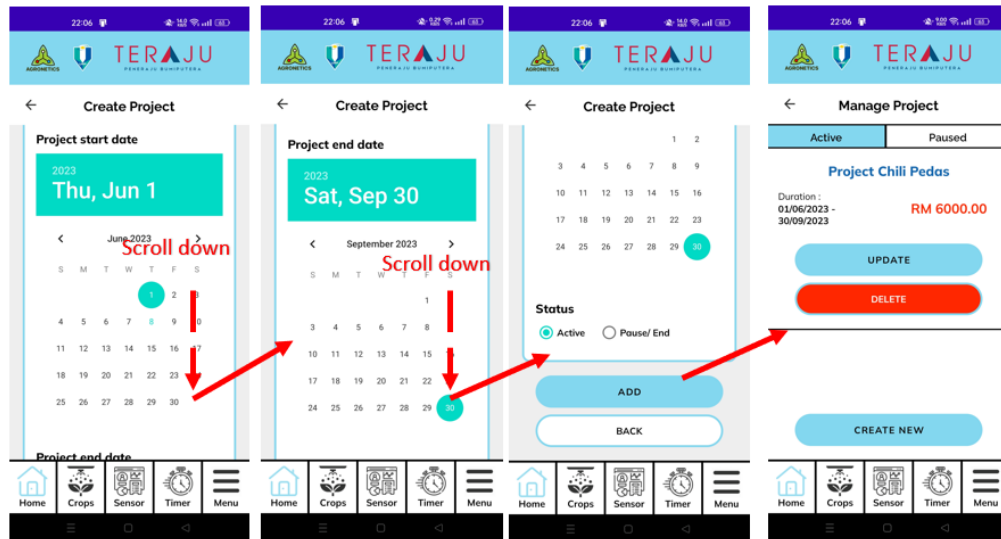 22:06
AGRONETICS
TERAJU
PENERAJU BUMIPUTERA
Create Project
Project start date
2023
Thu, Jun 1
June 2023
Scroll down
S M T W T F S
1 2 3
4 5 6 7 8 9 10
11 12 13 14 15 16 17
18 19 20 21 22 23
25 26 27 28 29 30
Project end date
Home Crops Sensor Timer Menu
22:06
AGRONETICS
TERAJU
PENERAJU BUMIPUTERA
Create Project
Project end date
2023
Sat, Sep 30
September 2023
Scroll down
S M T W T F S
1
3 4 5 6 7 8
10 11 12 13 14 15
17 18 19 20 21 22
24 25 26 27 28 29 30
Home Crops Sensor Timer Menu
22:06
AGRONETICS
TERAJU
PENERAJU BUMIPUTERA
Create Project
1 2
3 4 5 6 7 8 9
10 11 12 13 14 15 16
17 18 19 20 21 22 23
24 25 26 27 28 29 30
Status
Active Pause/ End
ADD
BACK
Home Crops Sensor Timer Menu
22:06
AGRONETICS
TERAJU
PENERAJU BUMIPUTERA
Manage Project
Active Paused
Project Chili Pedas
Duration :
01/06/2023 -
30/09/2023
RM 6000.00
UPDATE
DELETE
CREATE NEW
Home Crops Sensor Timer Menu